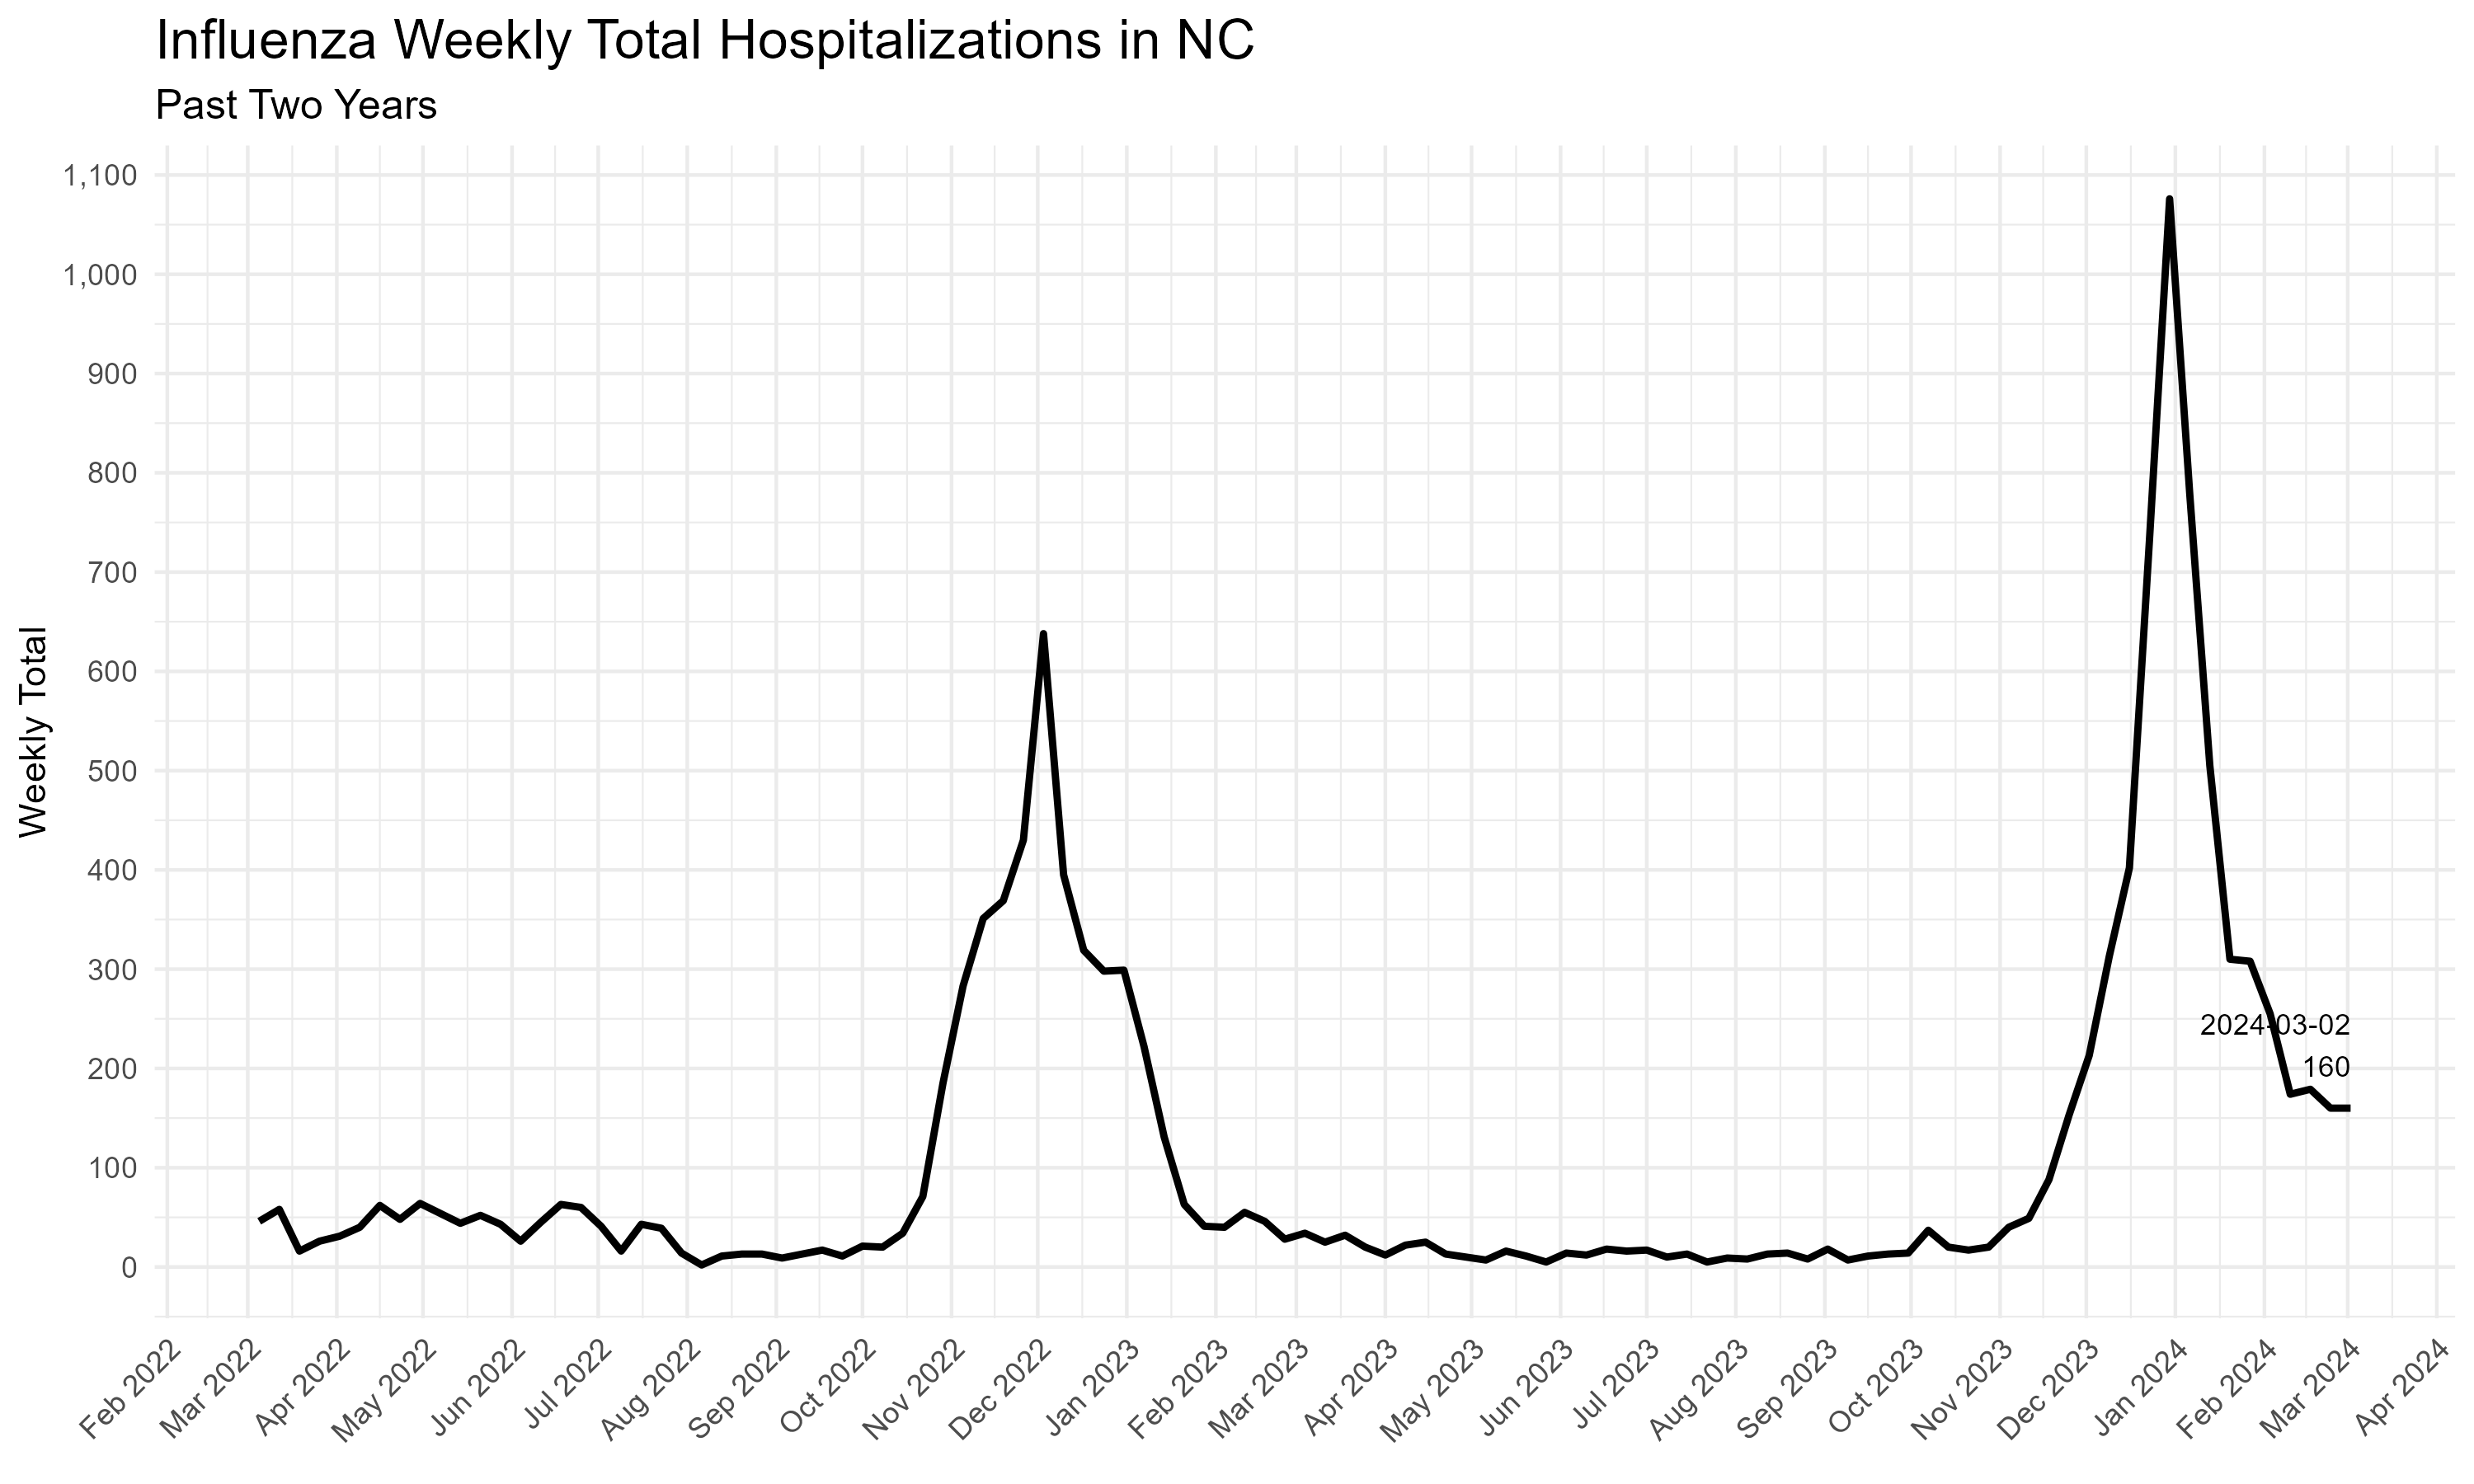 Influenza Weekly Total Hospitalizations in NC
Past Two Years
Weekly Total
1,100
1,000
900
800
700
600
500
400
300
200
100
0
2024-03-02
160
Feb 2022
Mar 2022
Apr 2022
May 2022
Jun 2022
Jul 2022
Aug 2022
Sep 2022
Oct 2022
Nov 2022
Dec 2022
Jan 2023
Feb 2023
Mar 2023
Apr 2023
May 2023
Jun 2023
Jul 2023
Aug 2023
Sep 2023
Oct 2023
Nov 2023
Dec 2023
Jan 2024
Feb 2024
Mar 2024
Apr 2024